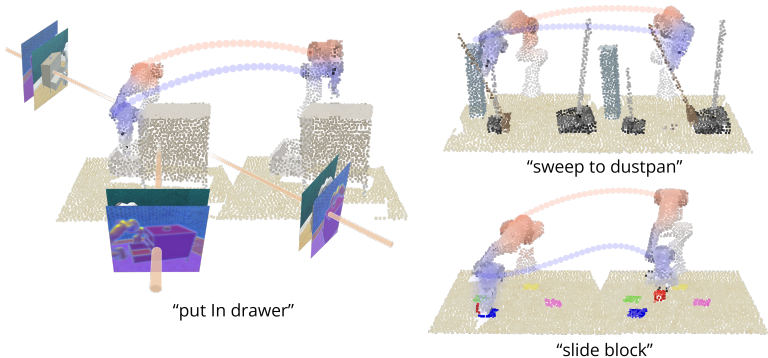 “put In drawer”
“sweep to dustpan”
“slide block”